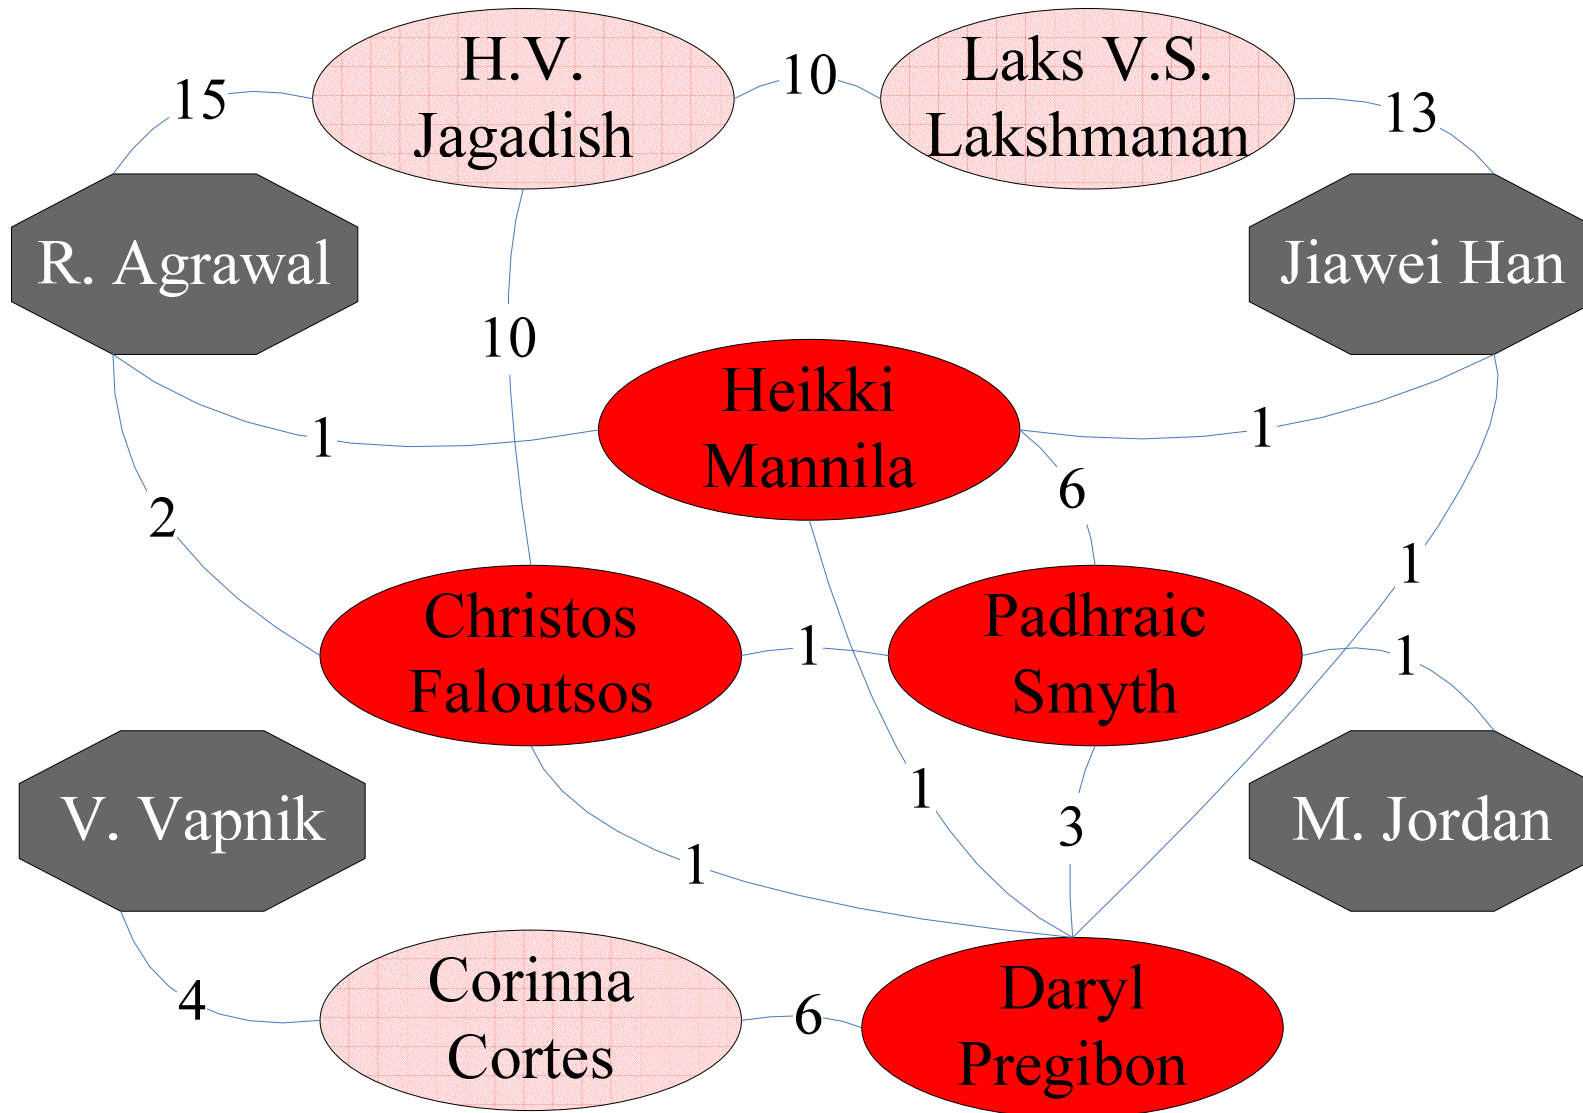 H.V.
Jagadish
Laks V.S.
Lakshmanan
15
10
13
R. Agrawal
Jiawei Han
10
Heikki
Mannila
1
1
6
2
1
Christos
Faloutsos
1
Padhraic
Smyth
1
V. Vapnik
1
3
M. Jordan
1
4
Corinna
Cortes
6
Daryl
Pregibon